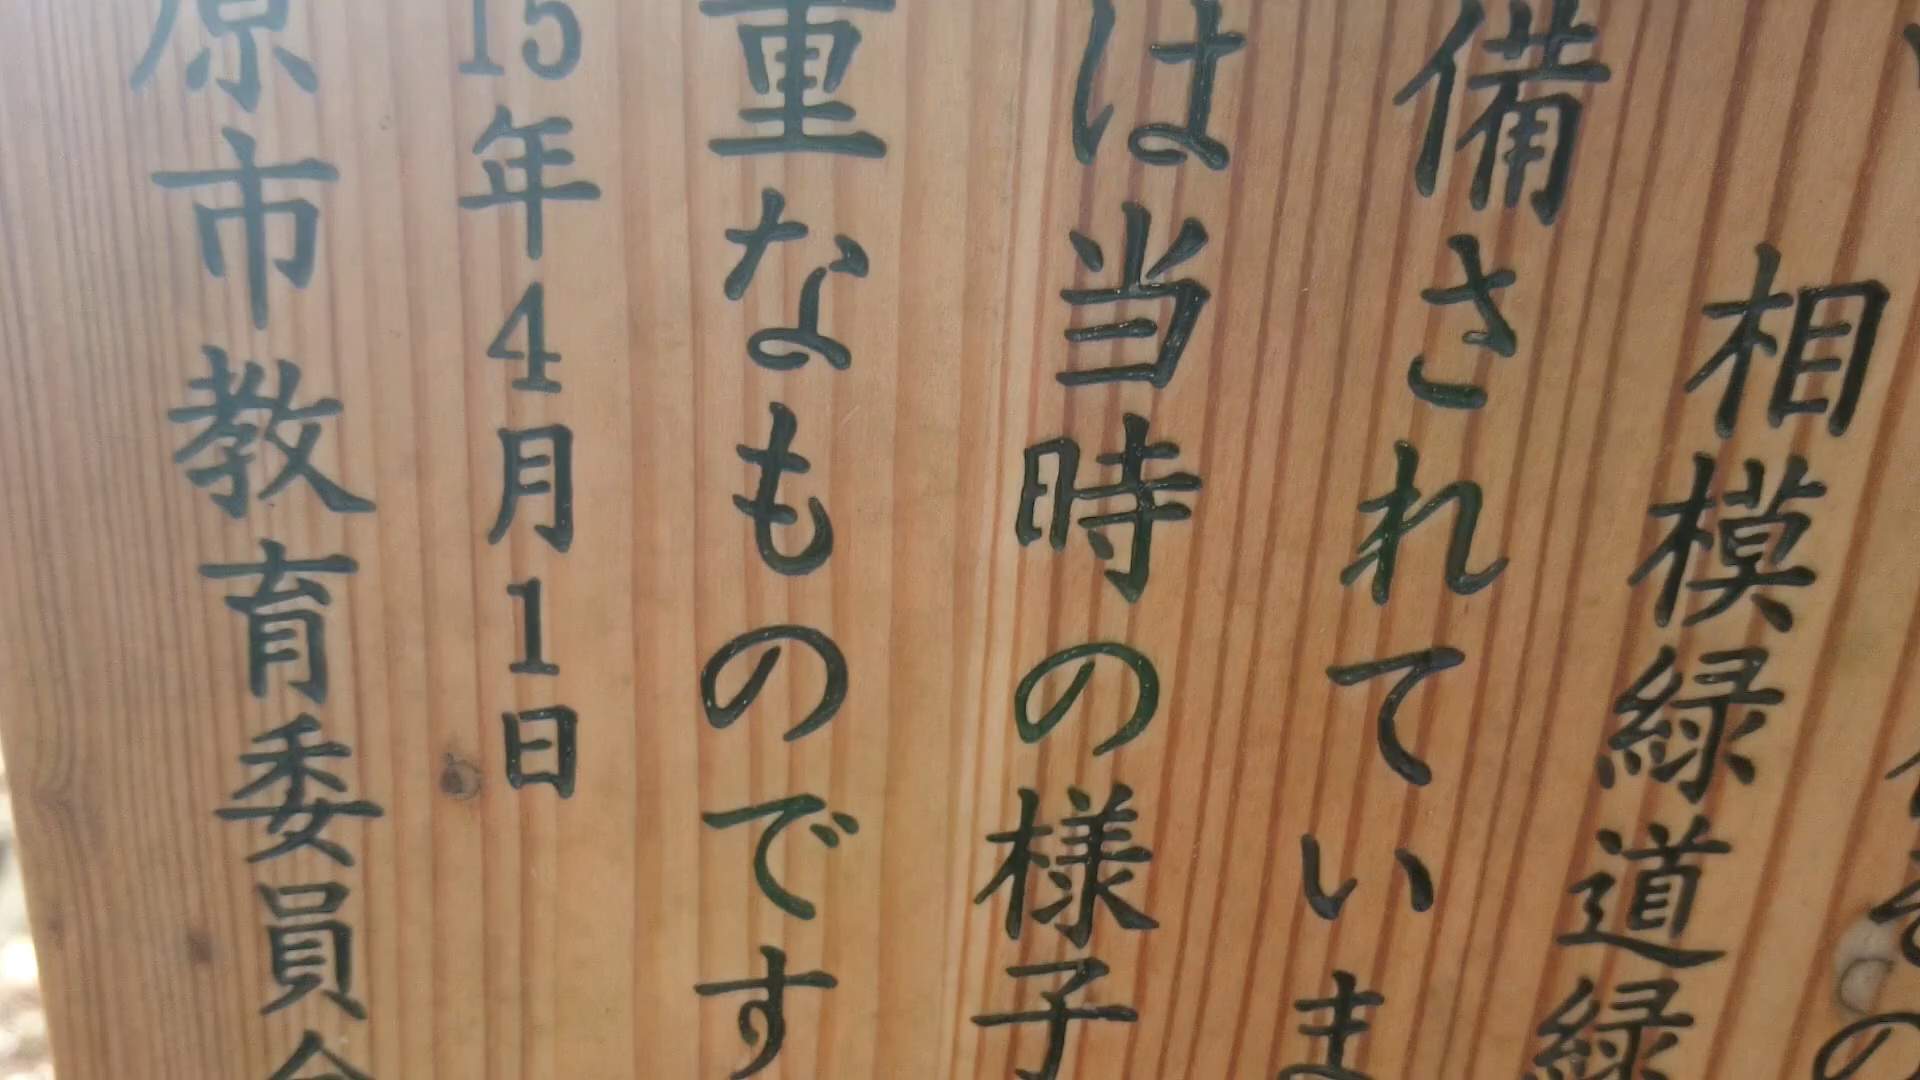 相模緑道緑
備されていま
は当時の様子
重なものです
15年4月1日
原市教育委員会